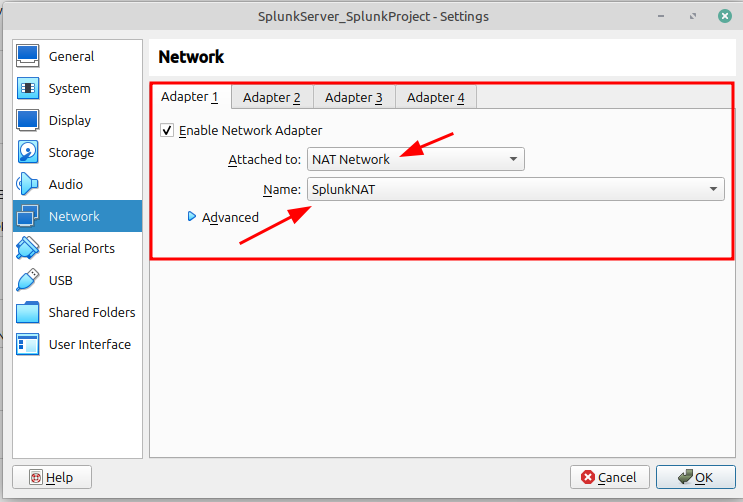 SplunkServer_SplunkProject - Settings
General
System
Display
Storage
Audio
Network
Serial Ports
USB
Shared Folders
User Interface
Network
Adapter 1 Adapter 2 Adapter 3 Adapter 4
Enable Network Adapter
Attached to: NAT Network
Name: SplunkNAT
Advanced
Help Cancel OK